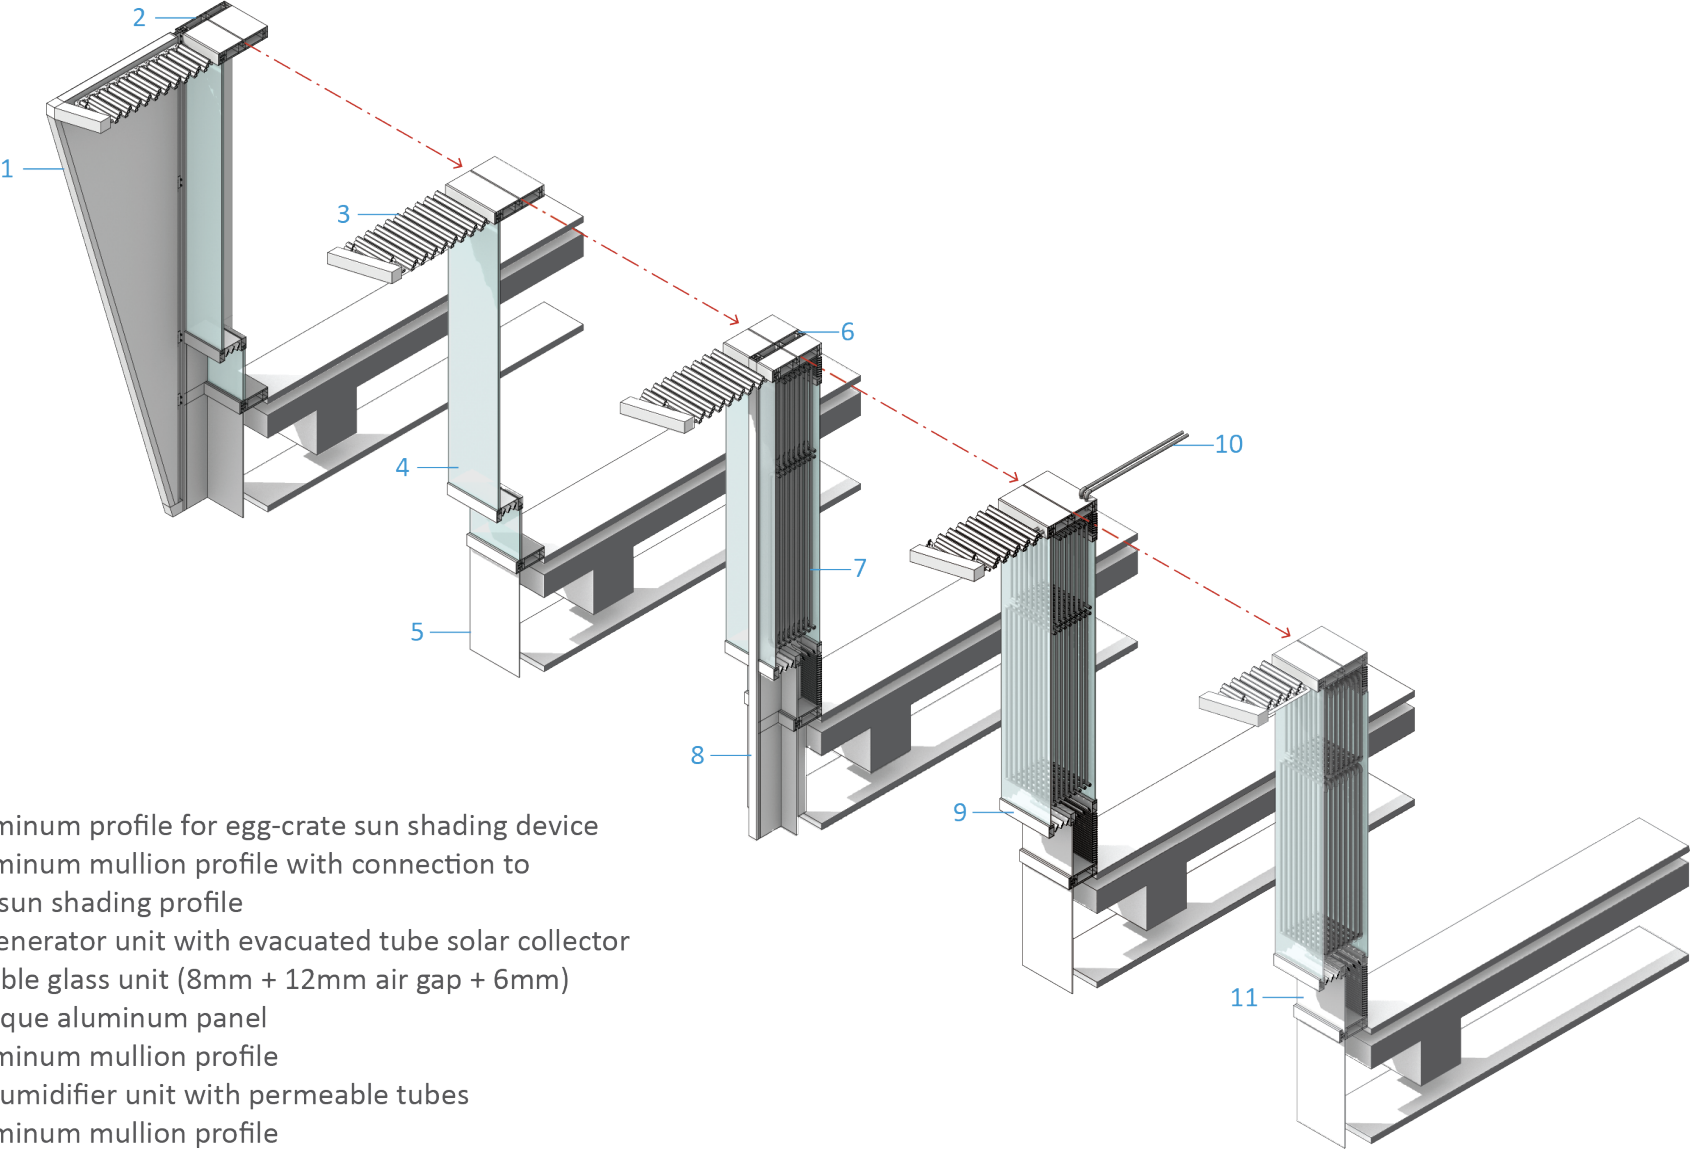 2
1
3
6
10
4
7
5
8
9
11
minum profile for egg-crate sun shading device
minum mullion profile with connection to
sun shading profile
enerator unit with evacuated tube solar collector
ble glass unit (8mm + 12mm air gap + 6mm)
que aluminum panel
minum mullion profile
umidifier unit with permeable tubes
minum mullion profile